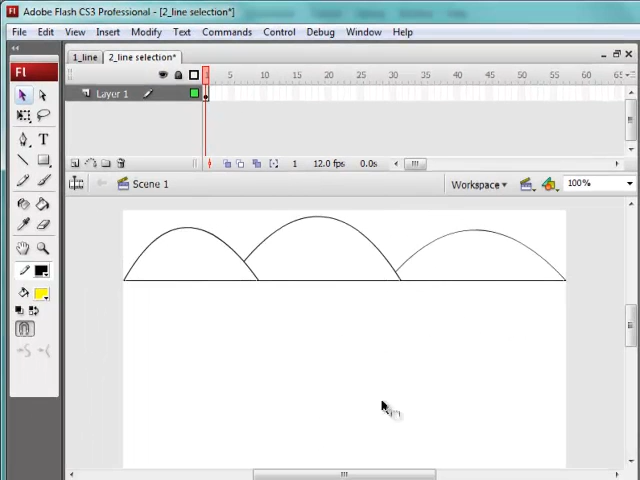 Fl Adobe Flash CS3 Professional - [2_line selection*]
File Edit View Insert Modify Text Commands Control Debug Window Help
1_line 2_line selection*
Fl
1 5 10 15 20 25 30 35 40 45 50 55 60 65
Layer 1
1 12.0 fps 0.0s
Scene 1 Workspace 100%
T